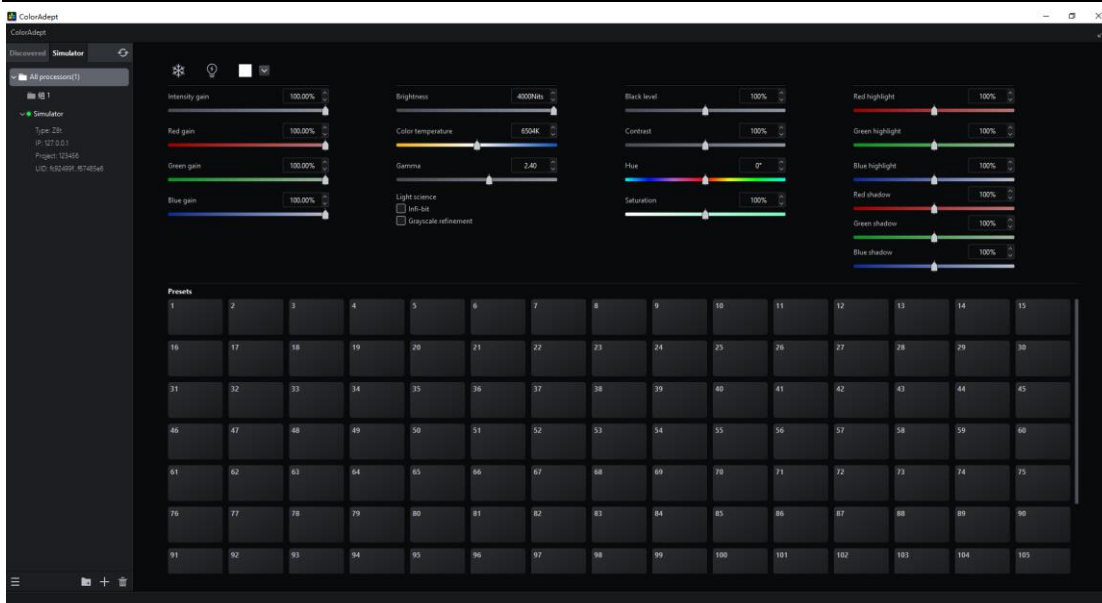 ColorAdept
ColorAdept
Discovered Simulator
All processors(1)
组 1
Simulator
Type: Z8t
IP: 127.0.0.1
Project: 123456
Intensity gain 100.00%
Red gain 100.00%
Green gain 100.00%
Blue gain 100.00%
Brightness 4000Nits
Color temperature 6504K
Gamma 2.40
Light science
Infi-bit
Grayscale refinement
Black level 100%
Contrast 100%
Hue 0°
Saturation 100%
Red highlight 100%
Green highlight 100%
Blue highlight 100%
Red shadow 100%
Green shadow 100%
Blue shadow 100%
Presets
1 2 3 4 5 6 7 8 9 10 11 12 13 14 15
16 17 18 19 20 21 22 23 24 25 26 27 28 29 30
31 32 33 34 35 36 37 38 39 40 41 42 43 44 45
46 47 48 49 50 51 52 53 54 55 56 57 58 59 60
61 62 63 64 65 66 67 68 69 70 71 72 73 74 75
76 77 78 79 80 81 82 83 84 85 86 87 88 89 90
91 92 93 94 95 96 97 98 99 100 101 102 103 104 105